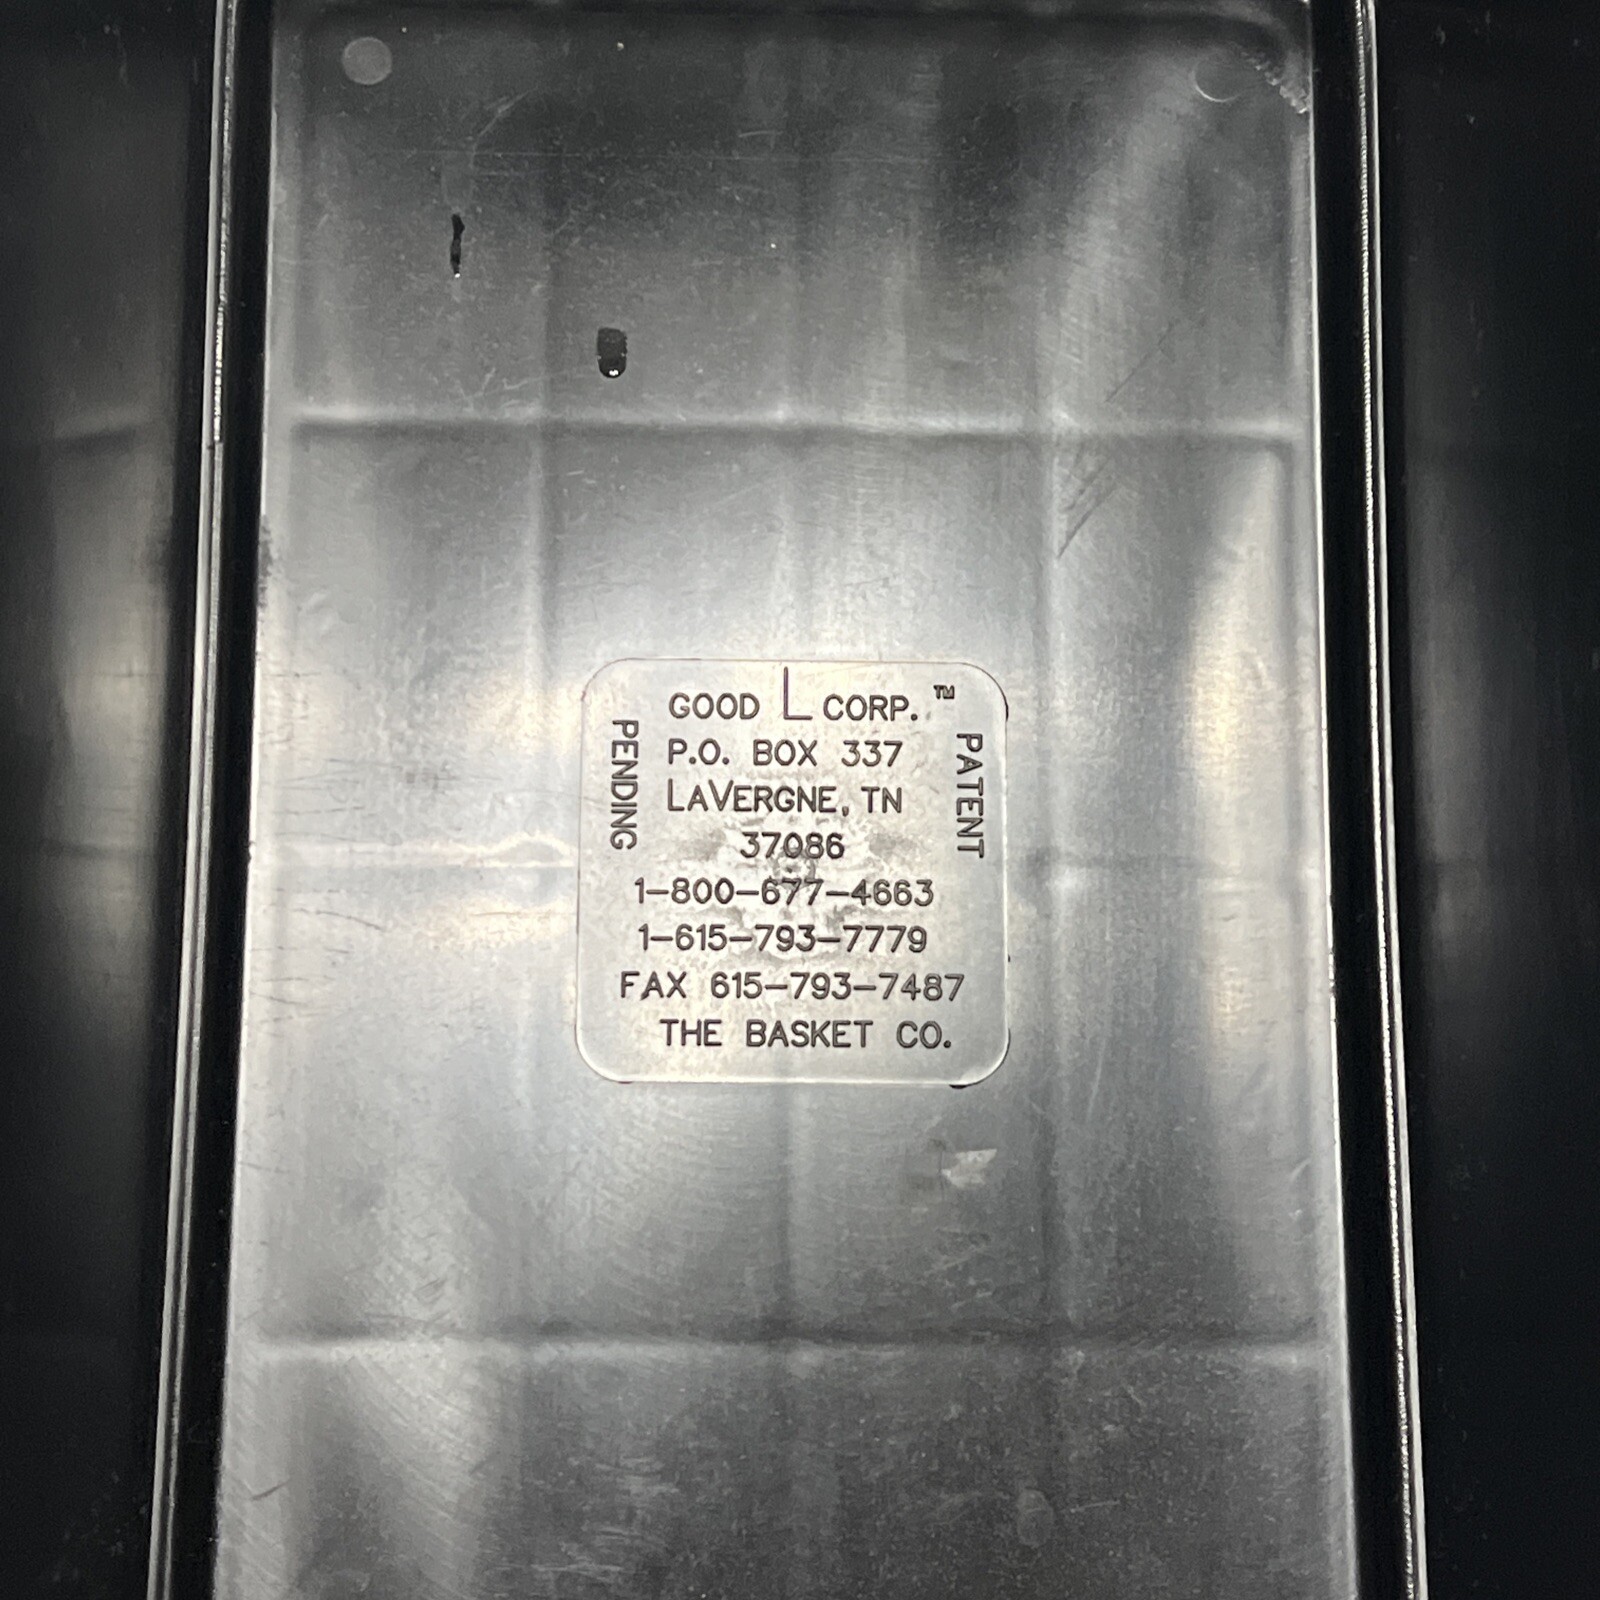 GOOD L CORP.™
P.O. BOX 337
LAVERGNE, TN
37086
1-800-677-4663
1-615-793-7779
FAX 615-793-7487
THE BASKET CO.
PATENT
PENDING